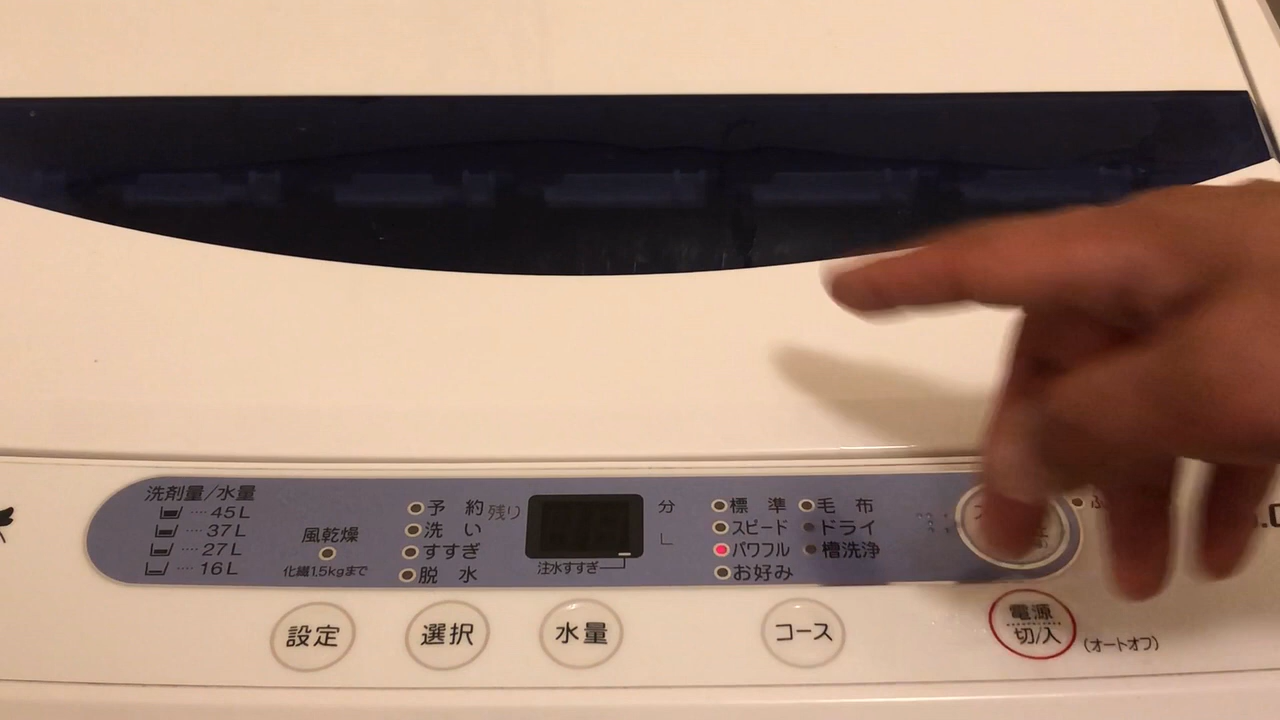 洗剤量/水量
45L
37L
27L
16L
風乾燥
化繊1.5kgまで
予約
洗い
すすぎ
脱水
残り
分
L
注水すすぎ
標準
スピード
パワフル
お好み
毛布
ドライ
槽洗浄
設定
選択
水量
コース
電源
切/入
(オートオフ)